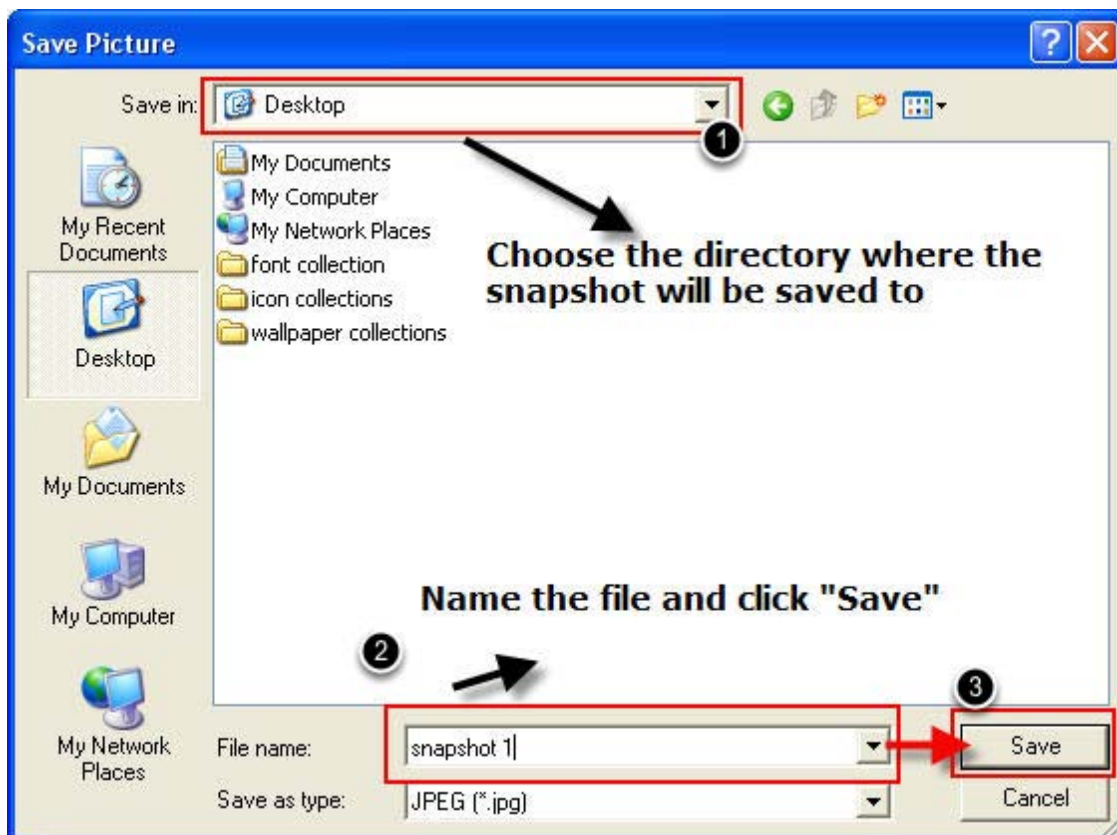 Save Picture
Save in:
Desktop
1
My Recent
Documents
Desktop
My Documents
My Computer
My Network
Places
My Documents
My Computer
My Network Places
font collection
icon collections
wallpaper collections
Choose the directory where the
snapshot will be saved to
Name the file and click "Save"
2
3
File name:
snapshot 1
Save
Save as type:
JPEG (*.jpg)
Cancel